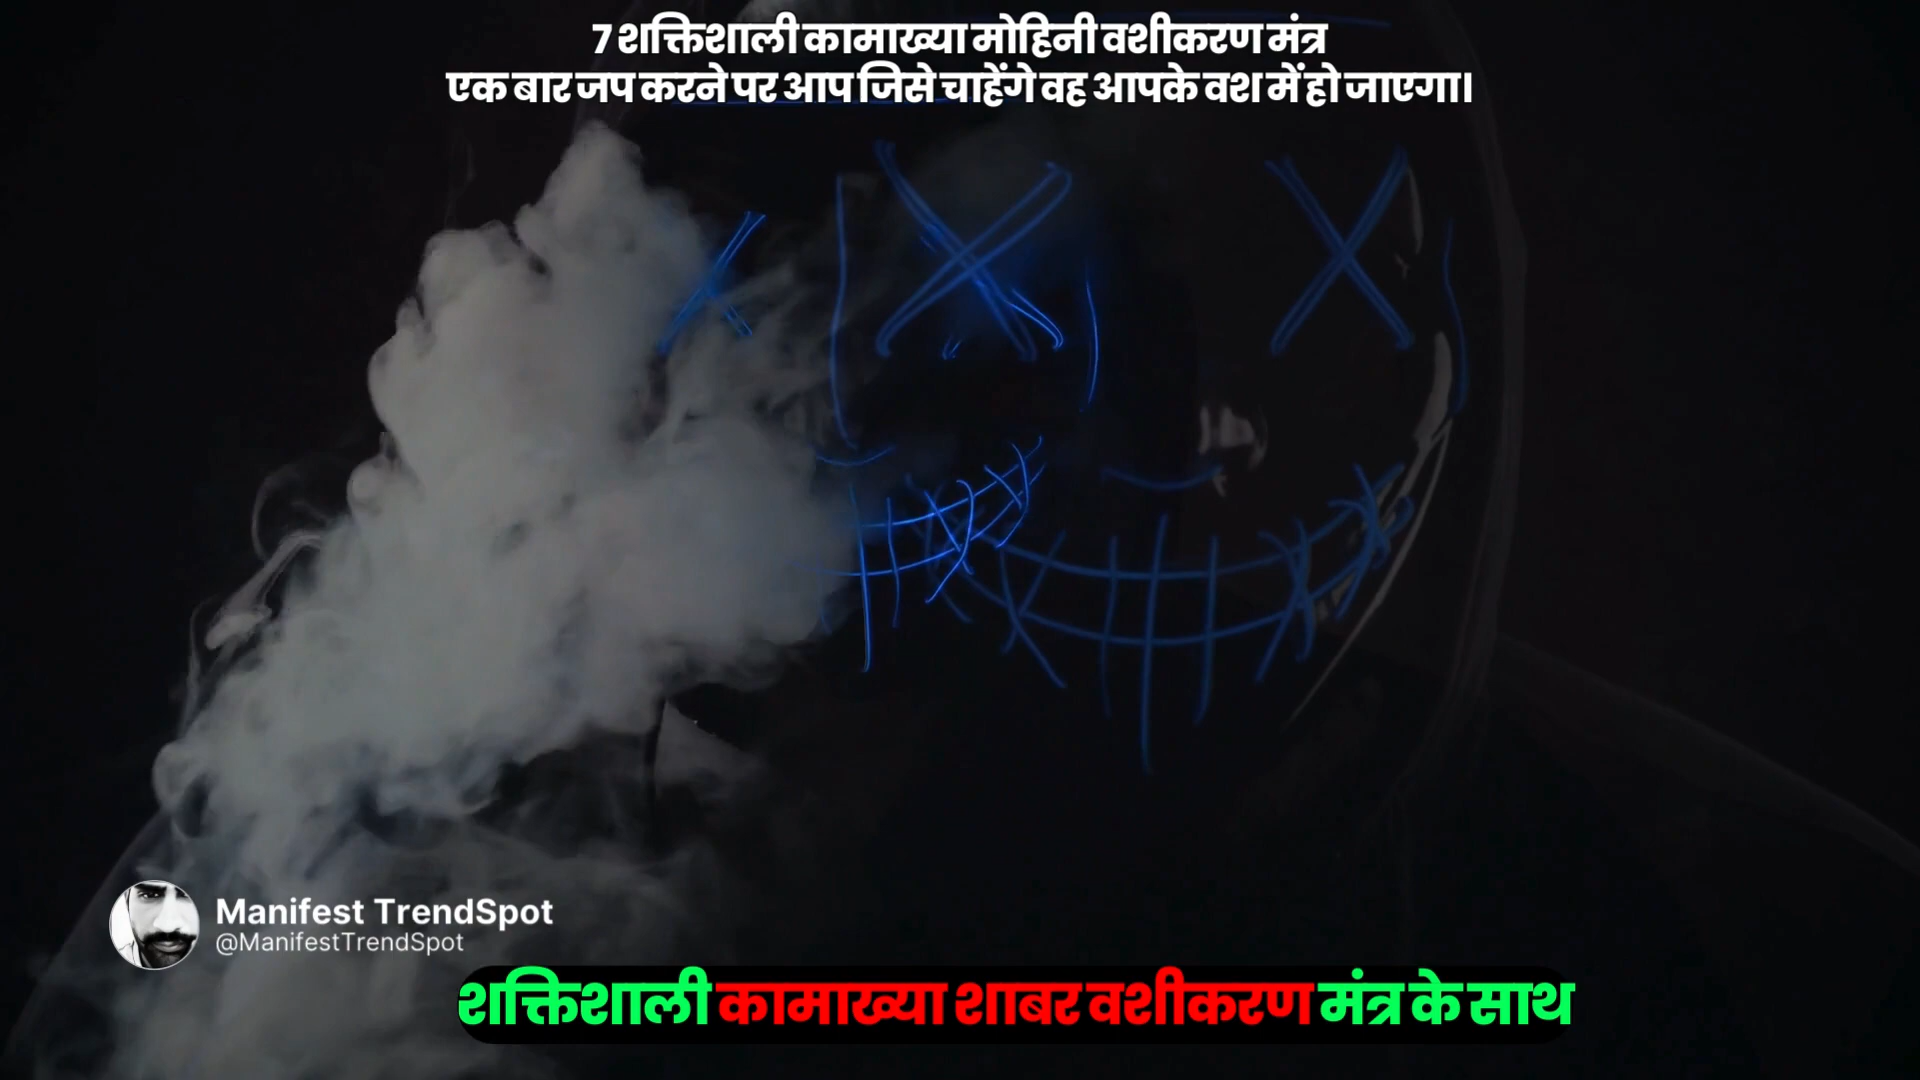 7 शक्तिशाली कामाख्या मोहिनी वशीकरण मंत्र
एक बार जप करने पर आप जिसे चाहेंगे वह आपके वश में हो जाएगा।
Manifest TrendSpot
@ManifestTrendSpot
शक्तिशाली कामाख्या शाबर वशीकरण मंत्र के साथ